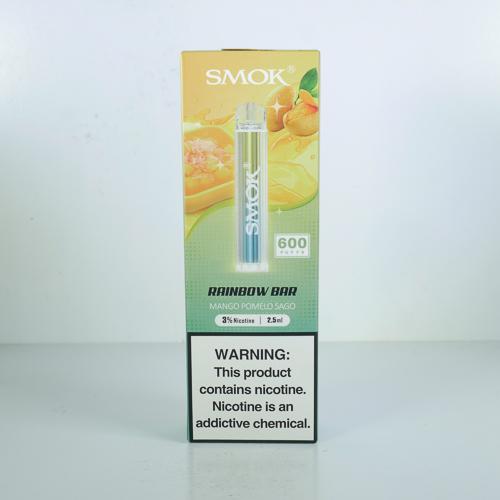 SMOK®
SMOK
600
PUFFS
RAINBOW BAR
MANGO POMELO SAGO
3% Nicotine | 2.5ml
WARNING:
This product
contains nicotine.
Nicotine is an
addictive chemical.